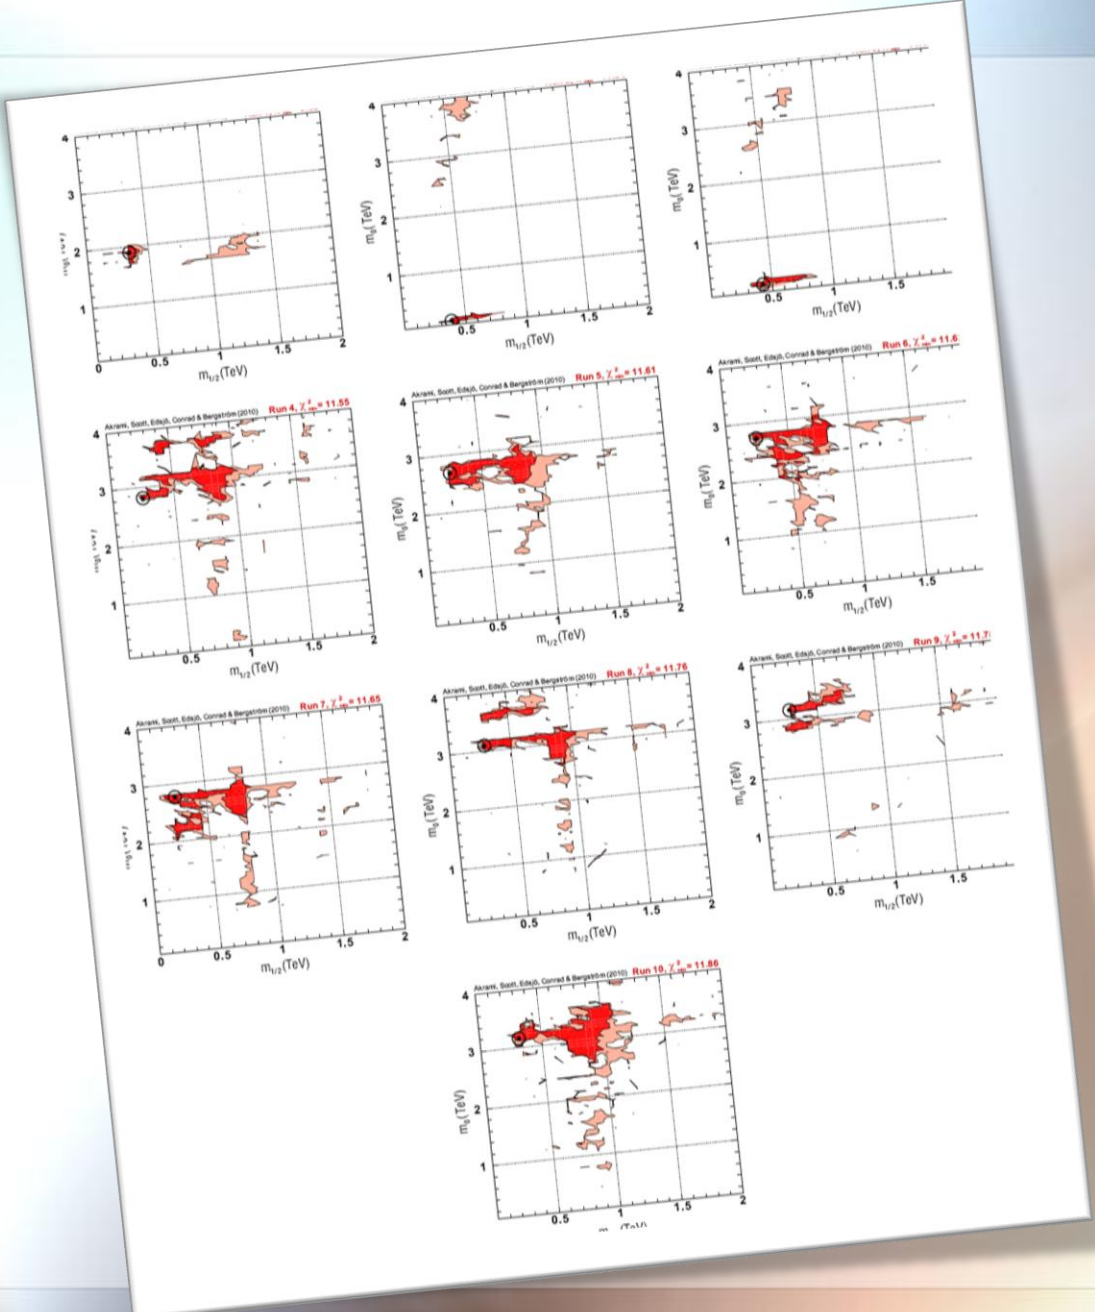 4
3
2
1
0 0.5 1 1.5 2
m1/2(TeV)
4
3
2
1
m0(TeV)
0.5 1 1.5 2
m1/2(TeV)
4
3
2
1
m0(TeV)
0.5 1 1.5
m1/2(TeV)
Akrami, Scott, Edsjö, Conrad & Bergström (2010) Run 4, χ²min= 11.55
4
3
2
1
0.5 1 1.5 2
m1/2(TeV)
Akrami, Scott, Edsjö, Conrad & Bergström (2010) Run 5, χ²min= 11.61
4
3
2
1
m0(TeV)
0.5 1 1.5 2
m1/2(TeV)
Akrami, Scott, Edsjö, Conrad & Bergström (2010) Run 6, χ²min= 11.6
4
3
2
1
m0(TeV)
0.5 1 1.5
m1/2(TeV)
Akrami, Scott, Edsjö, Conrad & Bergström (2010) Run 7, χ²min= 11.65
4
3
2
1
0 0.5 1 1.5 2
m1/2(TeV)
Akrami, Scott, Edsjö, Conrad & Bergström (2010) Run 8, χ²min= 11.76
4
3
2
1
m0(TeV)
0.5 1 1.5 2
m1/2(TeV)
Akrami, Scott, Edsjö, Conrad & Bergström (2010) Run 9, χ²min= 11.7
4
3
2
1
m0(TeV)
0.5 1 1.5
m1/2(TeV)
Akrami, Scott, Edsjö, Conrad & Bergström (2010) Run 10, χ²min= 11.86
4
3
2
1
m0(TeV)
0.5 1 1.5 2